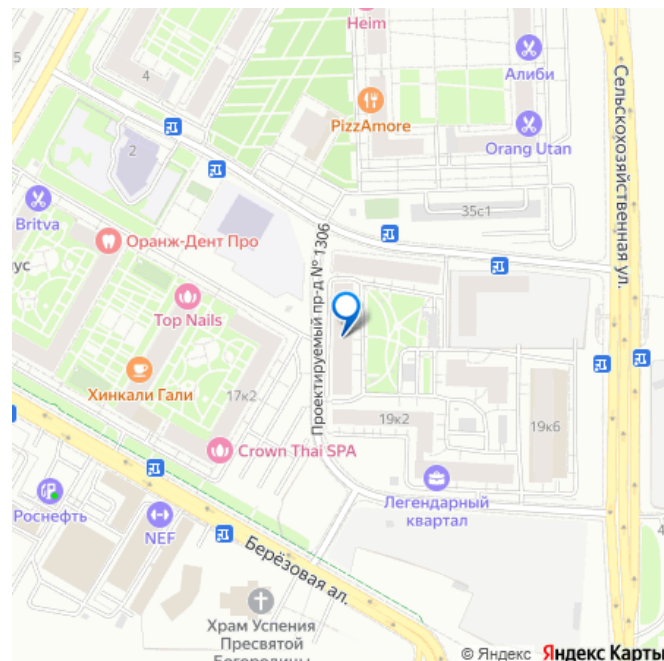 Heim
5
4
Алиби
PizzAmore
2
Orang Utan
Сельскохозяйственная ул.
Britva
35с1
Оранж-Дент Про
ус
Проектируемый пр-д № 1306
Top Nails
Хинкали Гали
17к2
19к2
19к6
Crown Thai SPA
Легендарный
квартал
Роснефть
NEF
4
Берёзовая ал.
Храм Успения
Пресвятой
Богородицы
© Яндекс Яндекс Карты